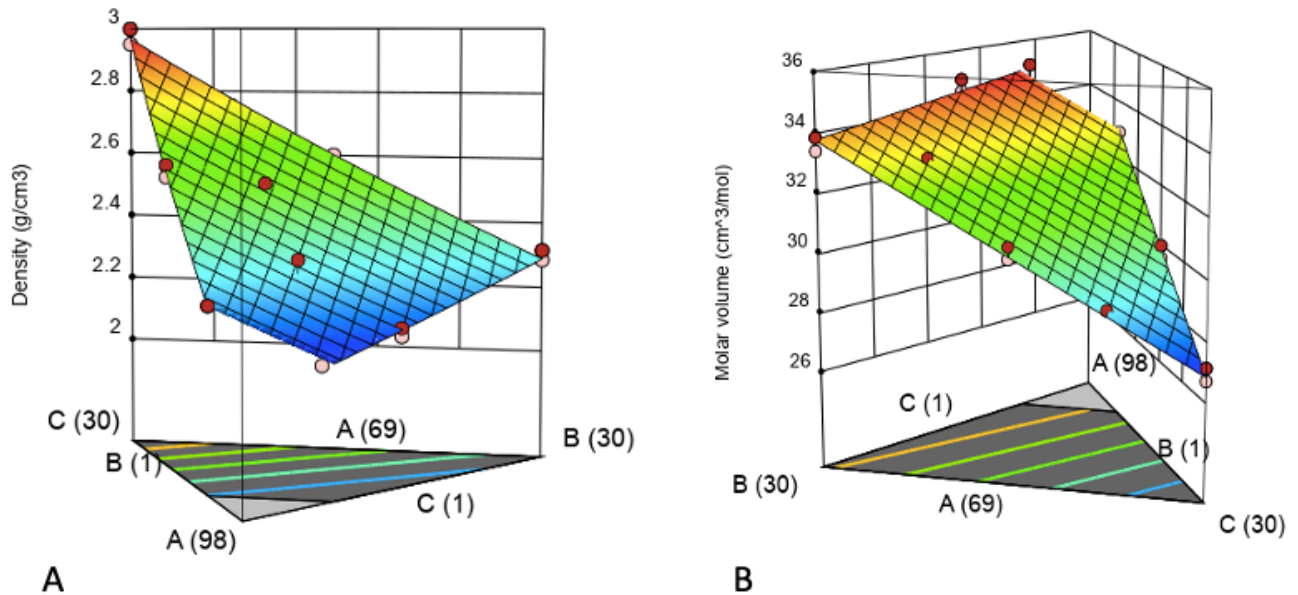 3
2.8
2.6
2.4
2.2
2
Density (g/cm3)
C (30)
B (1)
A (69)
B (30)
C (1)
A (98)
A
36
34
32
30
28
26
Molar volume (cm^3/mol)
A (98)
C (1)
B (1)
B (30)
A (69)
C (30)
B